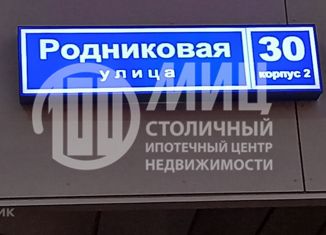 Родниковая
улица
30
корпус 2
МИЦ
СТОЛИЧНЫЙ
ИПОТЕЧНЫЙ ЦЕНТР
НЕДВИЖИМОСТИ